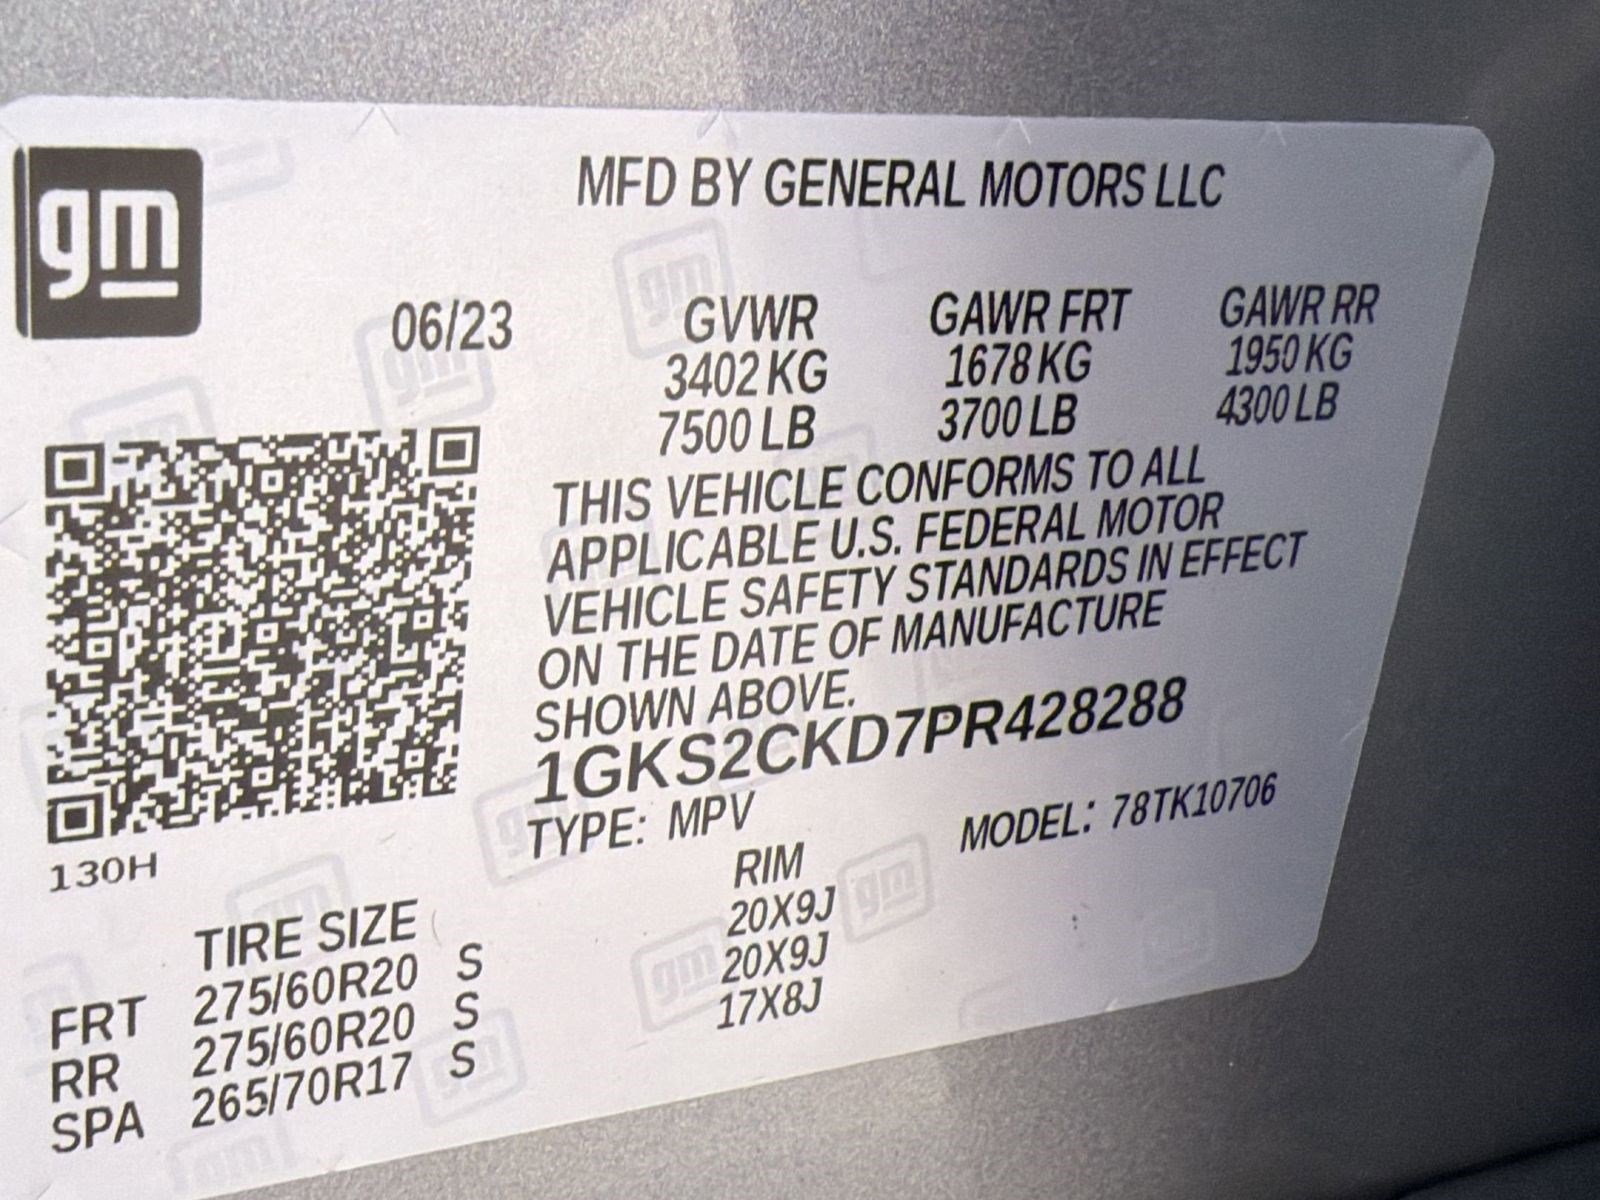 gm
MFD BY GENERAL MOTORS LLC
06/23
GVWR GAWR FRT GAWR RR
3402 KG 1678 KG 1950 KG
7500 LB 3700 LB 4300 LB
THIS VEHICLE CONFORMS TO ALL
APPLICABLE U.S. FEDERAL MOTOR
VEHICLE SAFETY STANDARDS IN EFFECT
ON THE DATE OF MANUFACTURE
SHOWN ABOVE.
1GKS2CKD7PR428288
TYPE: MPV MODEL: 78TK10706
130H
TIRE SIZE RIM
FRT 275/60R20 S 20X9J
RR 275/60R20 S 20X9J
SPA 265/70R17 S 17X8J